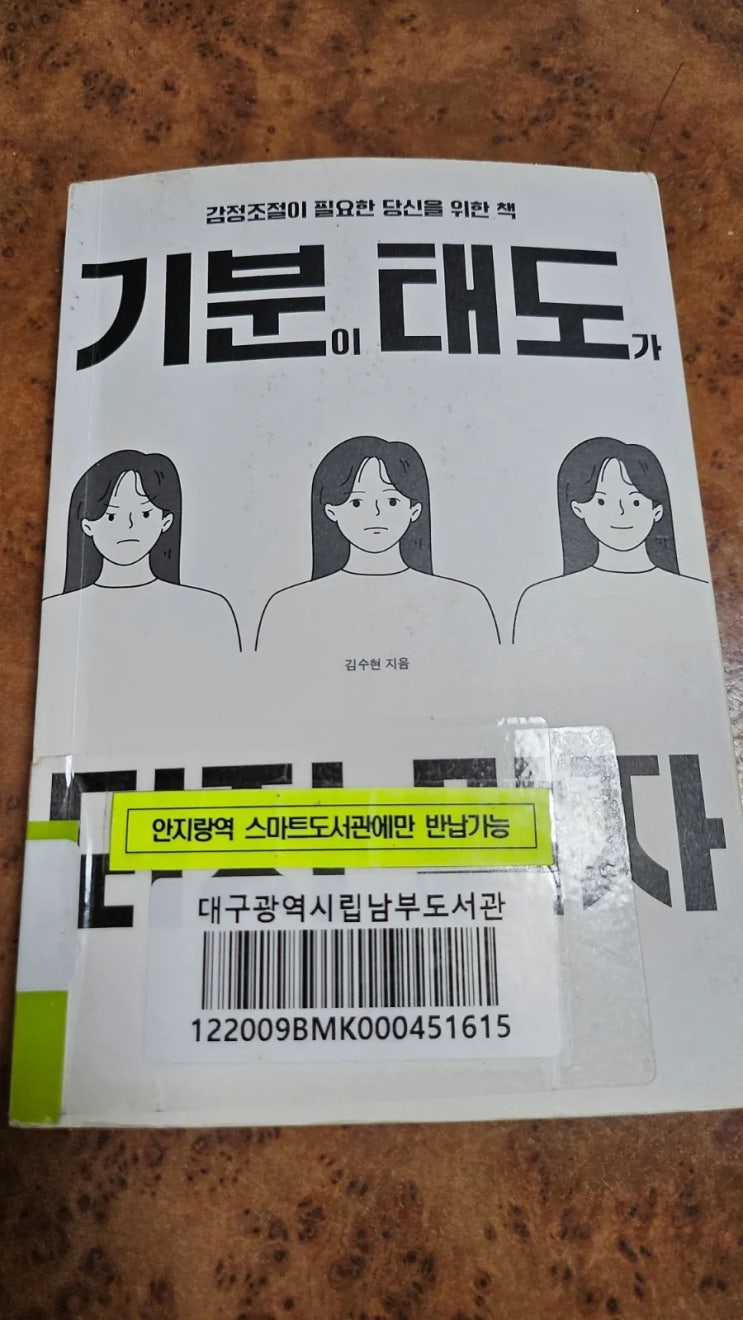 감정조절이 필요한 당신을 위한 책
기분이 태도가
김수현 지음
안지랑역 스마트도서관에만 반납가능
대구광역시립남부도서관
122009BMK000451615